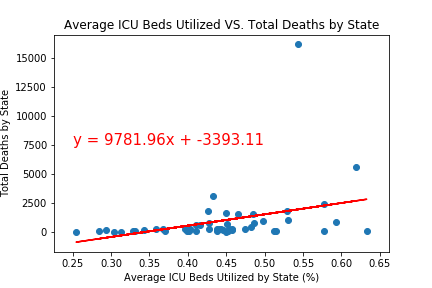 Average ICU Beds Utilized VS. Total Deaths by State
Total Deaths by State
15000
12500
10000
7500
5000
2500
0
y = 9781.96x + -3393.11
0.25 0.30 0.35 0.40 0.45 0.50 0.55 0.60 0.65
Average ICU Beds Utilized by State (%)